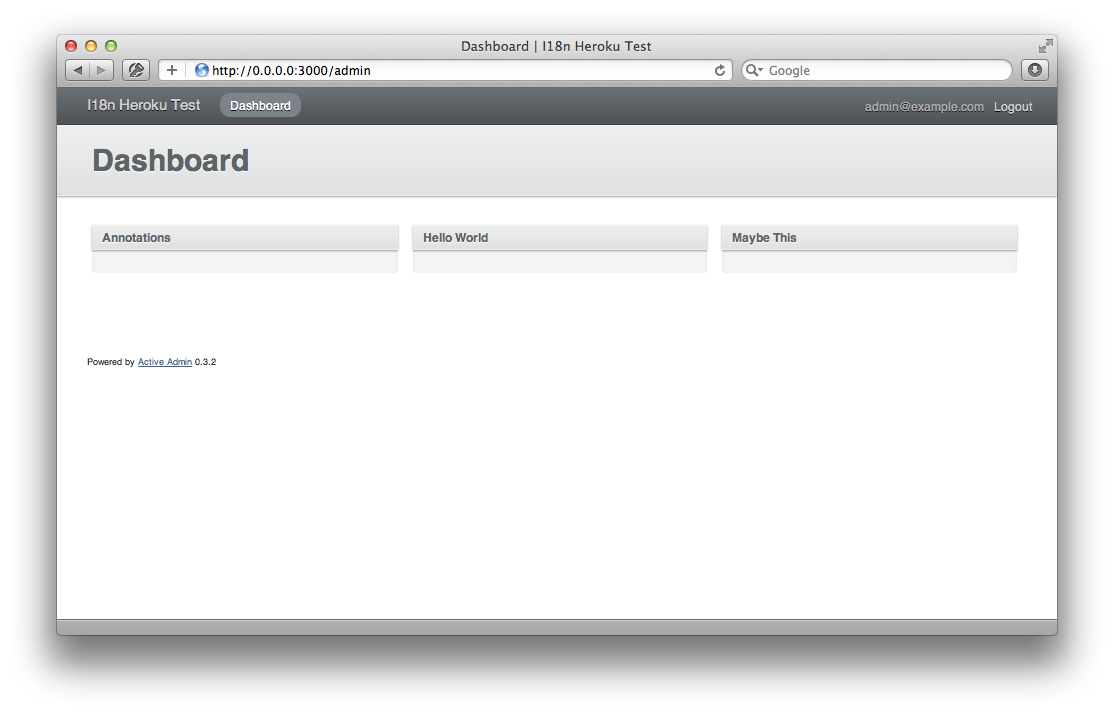 Dashboard | I18n Heroku Test
http://0.0.0.0:3000/admin
Google
I18n Heroku Test Dashboard admin@example.com Logout
Dashboard
Annotations Hello World Maybe This
Powered by Active Admin 0.3.2